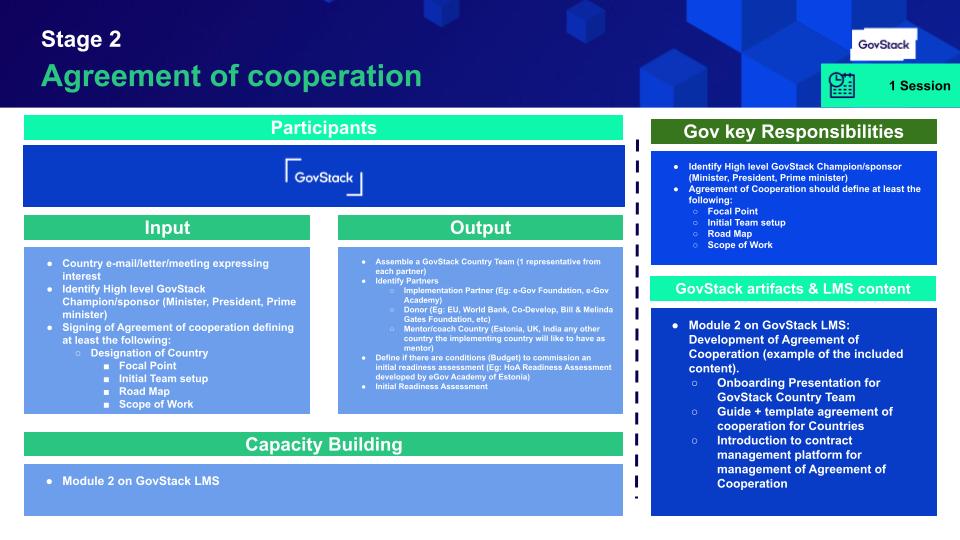 Stage 2
Agreement of cooperation
GovStack
1 Session
Participants
GovStack
Input
● Country e-mail/letter/meeting expressing
interest
● Identify High level GovStack
Champion/sponsor (Minister, President, Prime
minister)
● Signing of Agreement of cooperation defining
at least the following:
○ Designation of Country
■ Focal Point
■ Initial Team setup
■ Road Map
■ Scope of Work
Output
● Assemble a GovStack Country Team (1 representative from
each partner)
● Identify Partners
○ Implementation Partner (Eg: e-Gov Foundation, e-Gov
Academy)
○ Donor (Eg: EU, World Bank, Co-Develop, Bill & Melinda
Gates Foundation, etc)
○ Mentor/coach Country (Estonia, UK, India any other
country the implementing country will like to have as
mentor)
● Define if there are conditions (Budget) to commission an
initial readiness assessment (Eg: HoA Readiness Assessment
developed by eGov Academy of Estonia)
● Initial Readiness Assessment
Capacity Building
● Module 2 on GovStack LMS
Gov key Responsibilities
● Identify High level GovStack Champion/sponsor
(Minister, President, Prime minister)
● Agreement of Cooperation should define at least the
following:
○ Focal Point
○ Initial Team setup
○ Road Map
○ Scope of Work
GovStack artifacts & LMS content
● Module 2 on GovStack LMS:
Development of Agreement of
Cooperation (example of the included
content).
○ Onboarding Presentation for
GovStack Country Team
○ Guide + template agreement of
cooperation for Countries
○ Introduction to contract
management platform for
management of Agreement of
Cooperation